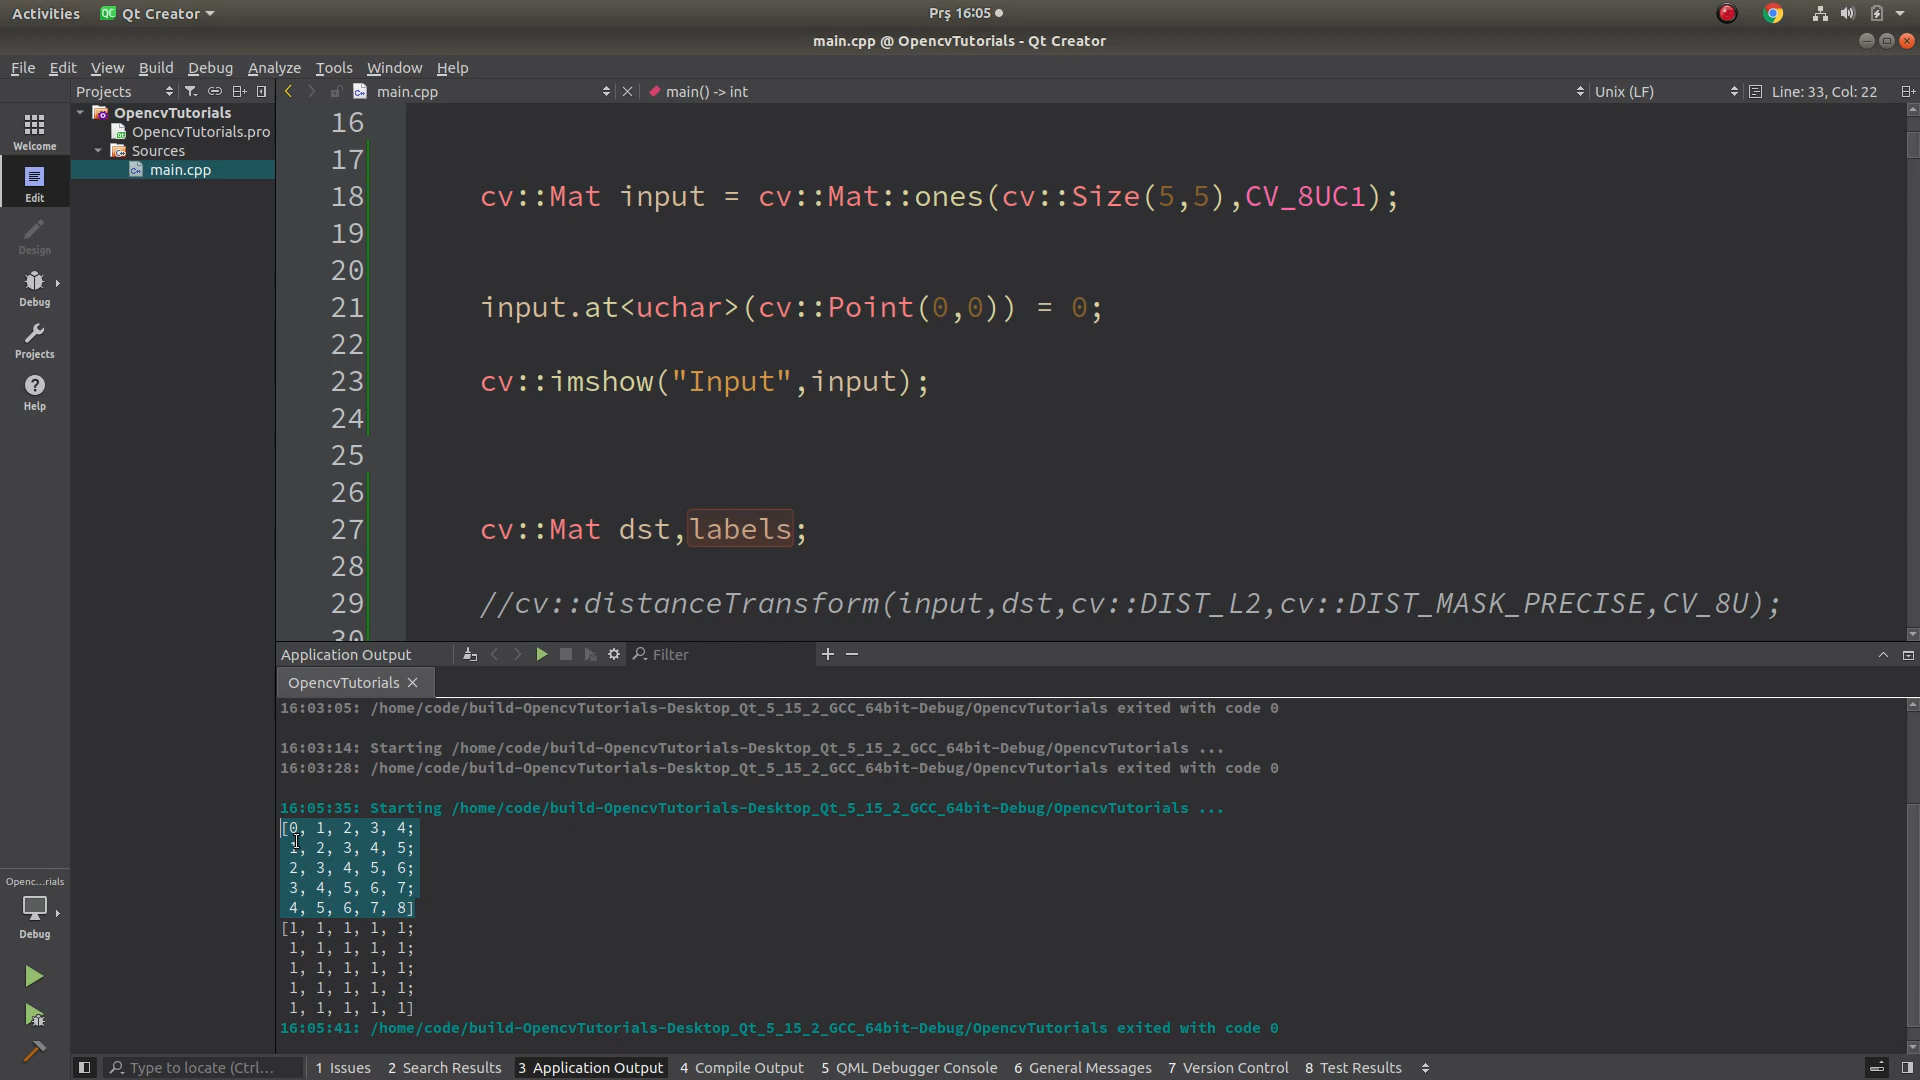 Activities Qt Creator Prş 16:05
main.cpp @ OpencvTutorials - Qt Creator
File Edit View Build Debug Analyze Tools Window Help
Projects main.cpp main() -> int Unix (LF) Line: 33, Col: 22
OpencvTutorials
OpencvTutorials.pro
Sources
main.cpp
Welcome
Edit
Design
Debug
Projects
Help
16
17
18 cv::Mat input = cv::Mat::ones(cv::Size(5,5),CV_8UC1);
19
20
21 input.at<uchar>(cv::Point(0,0)) = 0;
22
23 cv::imshow("Input",input);
24
25
26
27 cv::Mat dst,labels;
28
29 //cv::distanceTransform(input,dst,cv::DIST_L2,cv::DIST_MASK_PRECISE,CV_8U);
30
Application Output Filter
OpencvTutorials
16:03:05: /home/code/build-OpencvTutorials-Desktop_Qt_5_15_2_GCC_64bit-Debug/OpencvTutorials exited with code 0
16:03:14: Starting /home/code/build-OpencvTutorials-Desktop_Qt_5_15_2_GCC_64bit-Debug/OpencvTutorials ...
16:03:28: /home/code/build-OpencvTutorials-Desktop_Qt_5_15_2_GCC_64bit-Debug/OpencvTutorials exited with code 0
16:05:35: Starting /home/code/build-OpencvTutorials-Desktop_Qt_5_15_2_GCC_64bit-Debug/OpencvTutorials ...
[0, 1, 2, 3, 4;
1, 2, 3, 4, 5;
2, 3, 4, 5, 6;
3, 4, 5, 6, 7;
4, 5, 6, 7, 8]
[1, 1, 1, 1, 1;
1, 1, 1, 1, 1;
1, 1, 1, 1, 1;
1, 1, 1, 1, 1;
1, 1, 1, 1, 1]
16:05:41: /home/code/build-OpencvTutorials-Desktop_Qt_5_15_2_GCC_64bit-Debug/OpencvTutorials exited with code 0
Openc...rials
Debug
Type to locate (Ctrl... 1 Issues 2 Search Results 3 Application Output 4 Compile Output 5 QML Debugger Console 6 General Messages 7 Version Control 8 Test Results